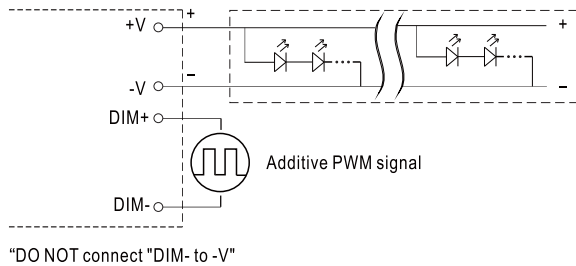 +V
+
+
-V
–
–
DIM+
Additive PWM signal
DIM-
"DO NOT connect "DIM- to -V"